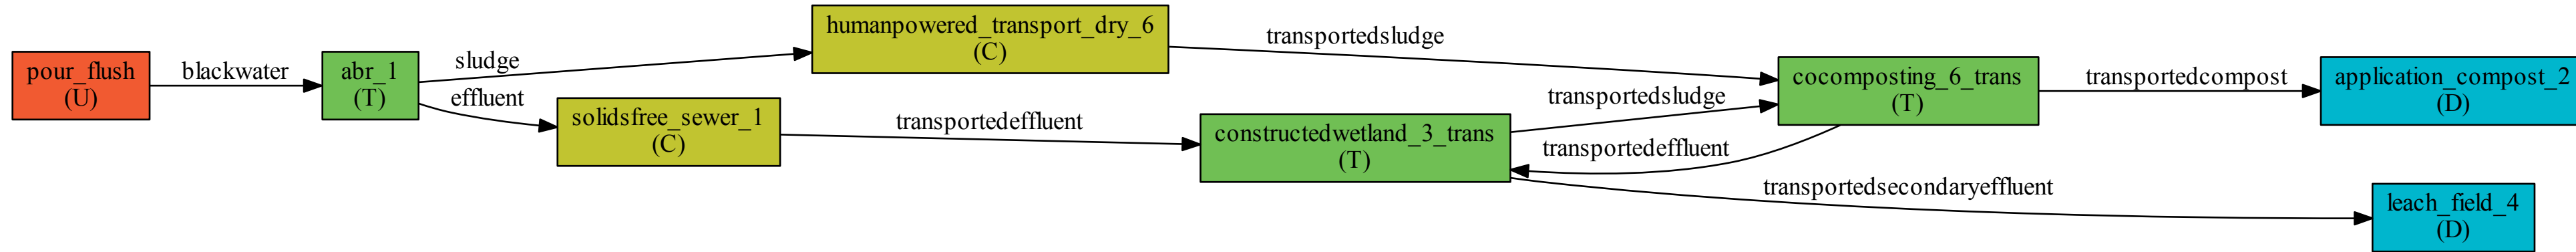 pour_flush
(U)
blackwater
abr_1
(T)
sludge
effluent
humanpowered_transport_dry_6
(C)
solidsfree_sewer_1
(C)
transportedsludge
transportedeffluent
constructedwetland_3_trans
(T)
transportedsludge
transportedeffluent
cocomposting_6_trans
(T)
transportedcompost
transportedsecondaryeffluent
application_compost_2
(D)
leach_field_4
(D)